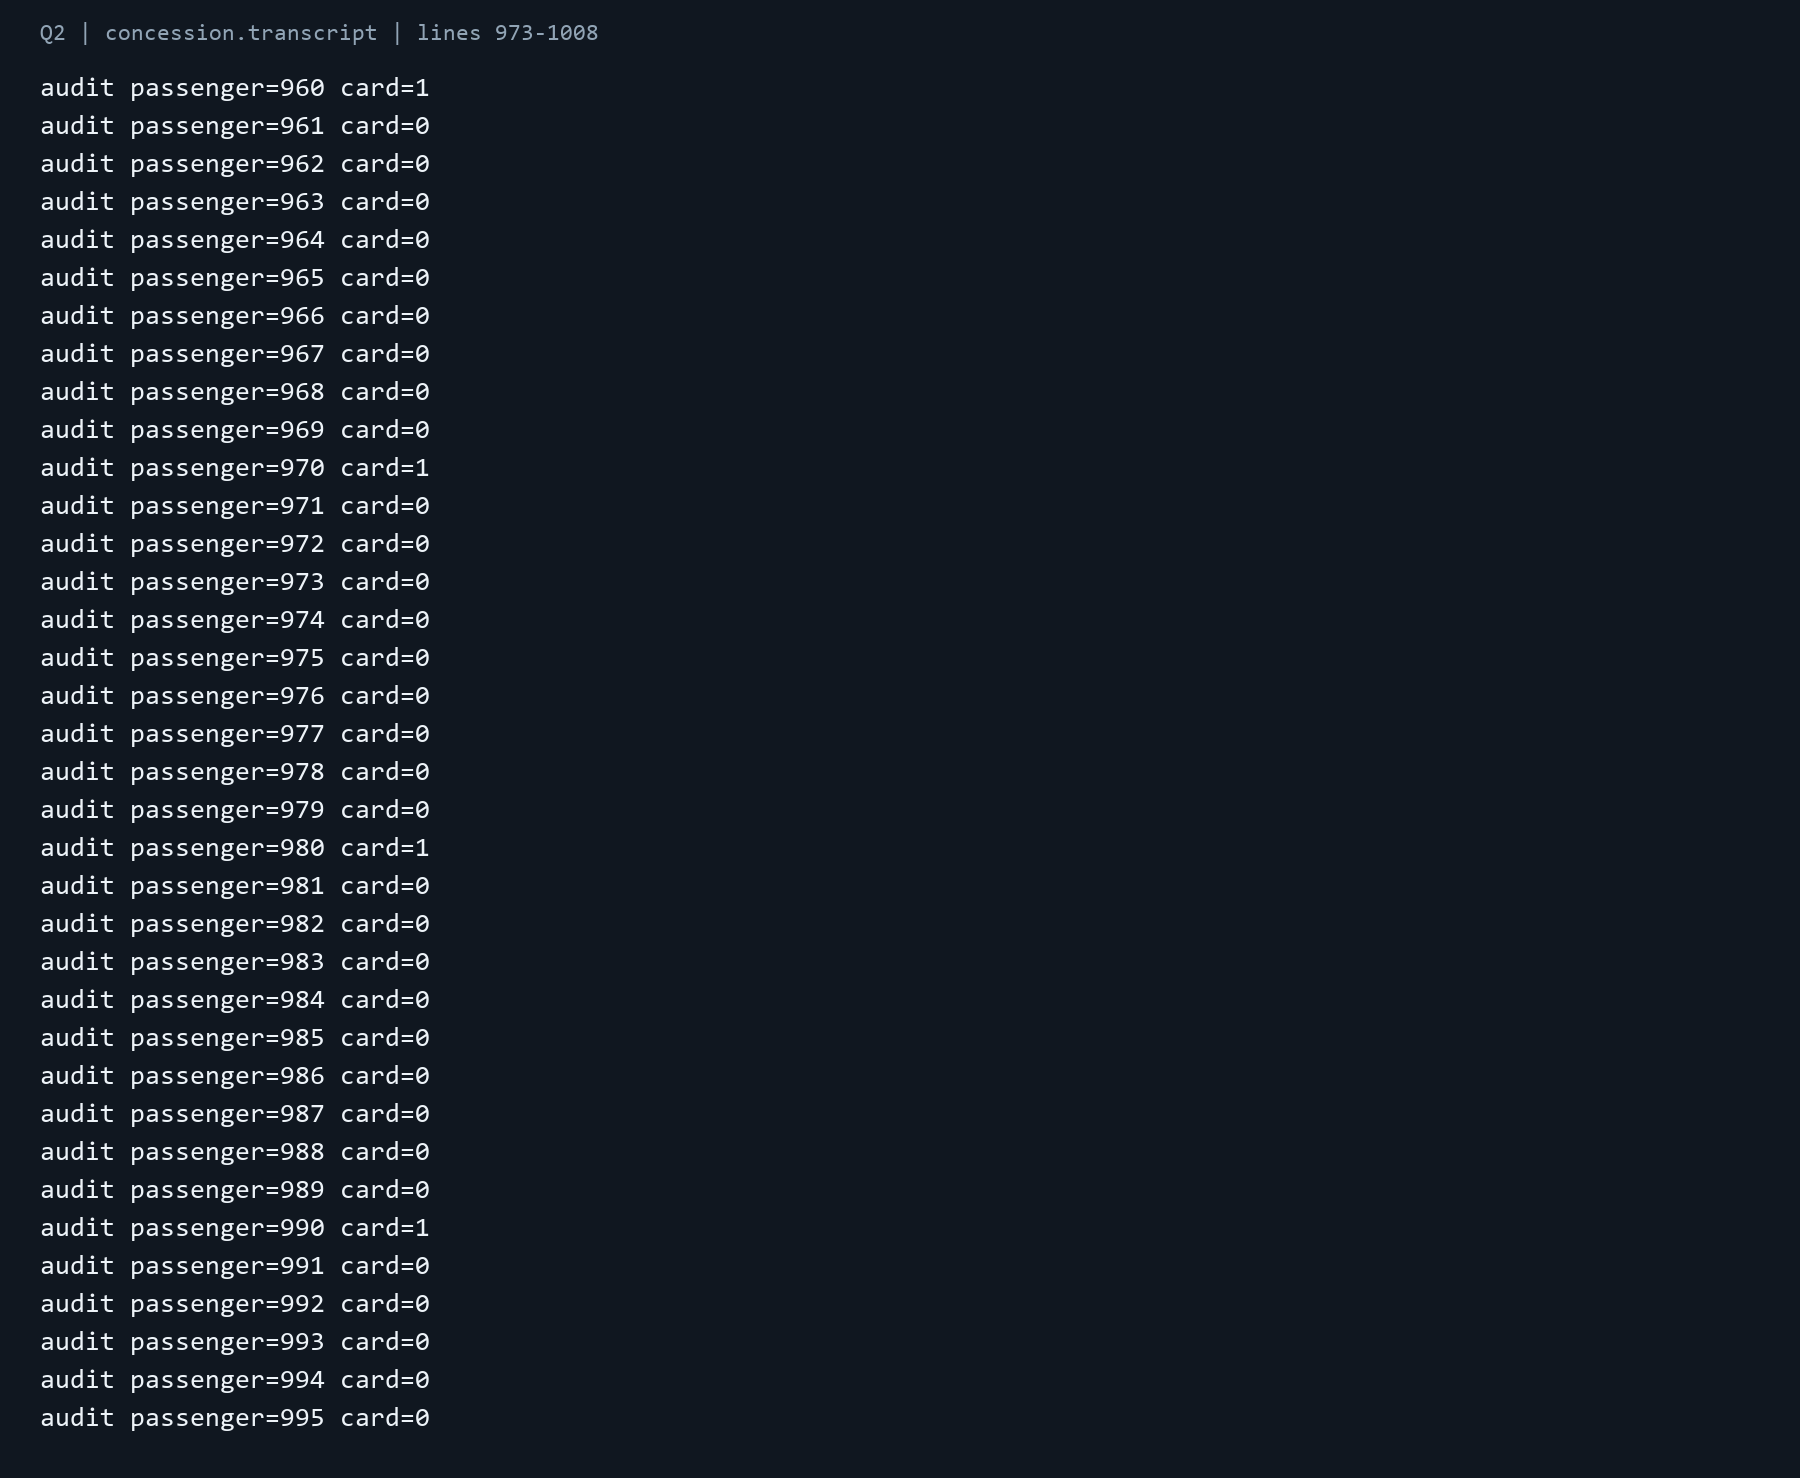 Q2 | concession.transcript | lines 973-1008
audit passenger=960 card=1
audit passenger=961 card=0
audit passenger=962 card=0
audit passenger=963 card=0
audit passenger=964 card=0
audit passenger=965 card=0
audit passenger=966 card=0
audit passenger=967 card=0
audit passenger=968 card=0
audit passenger=969 card=0
audit passenger=970 card=1
audit passenger=971 card=0
audit passenger=972 card=0
audit passenger=973 card=0
audit passenger=974 card=0
audit passenger=975 card=0
audit passenger=976 card=0
audit passenger=977 card=0
audit passenger=978 card=0
audit passenger=979 card=0
audit passenger=980 card=1
audit passenger=981 card=0
audit passenger=982 card=0
audit passenger=983 card=0
audit passenger=984 card=0
audit passenger=985 card=0
audit passenger=986 card=0
audit passenger=987 card=0
audit passenger=988 card=0
audit passenger=989 card=0
audit passenger=990 card=1
audit passenger=991 card=0
audit passenger=992 card=0
audit passenger=993 card=0
audit passenger=994 card=0
audit passenger=995 card=0